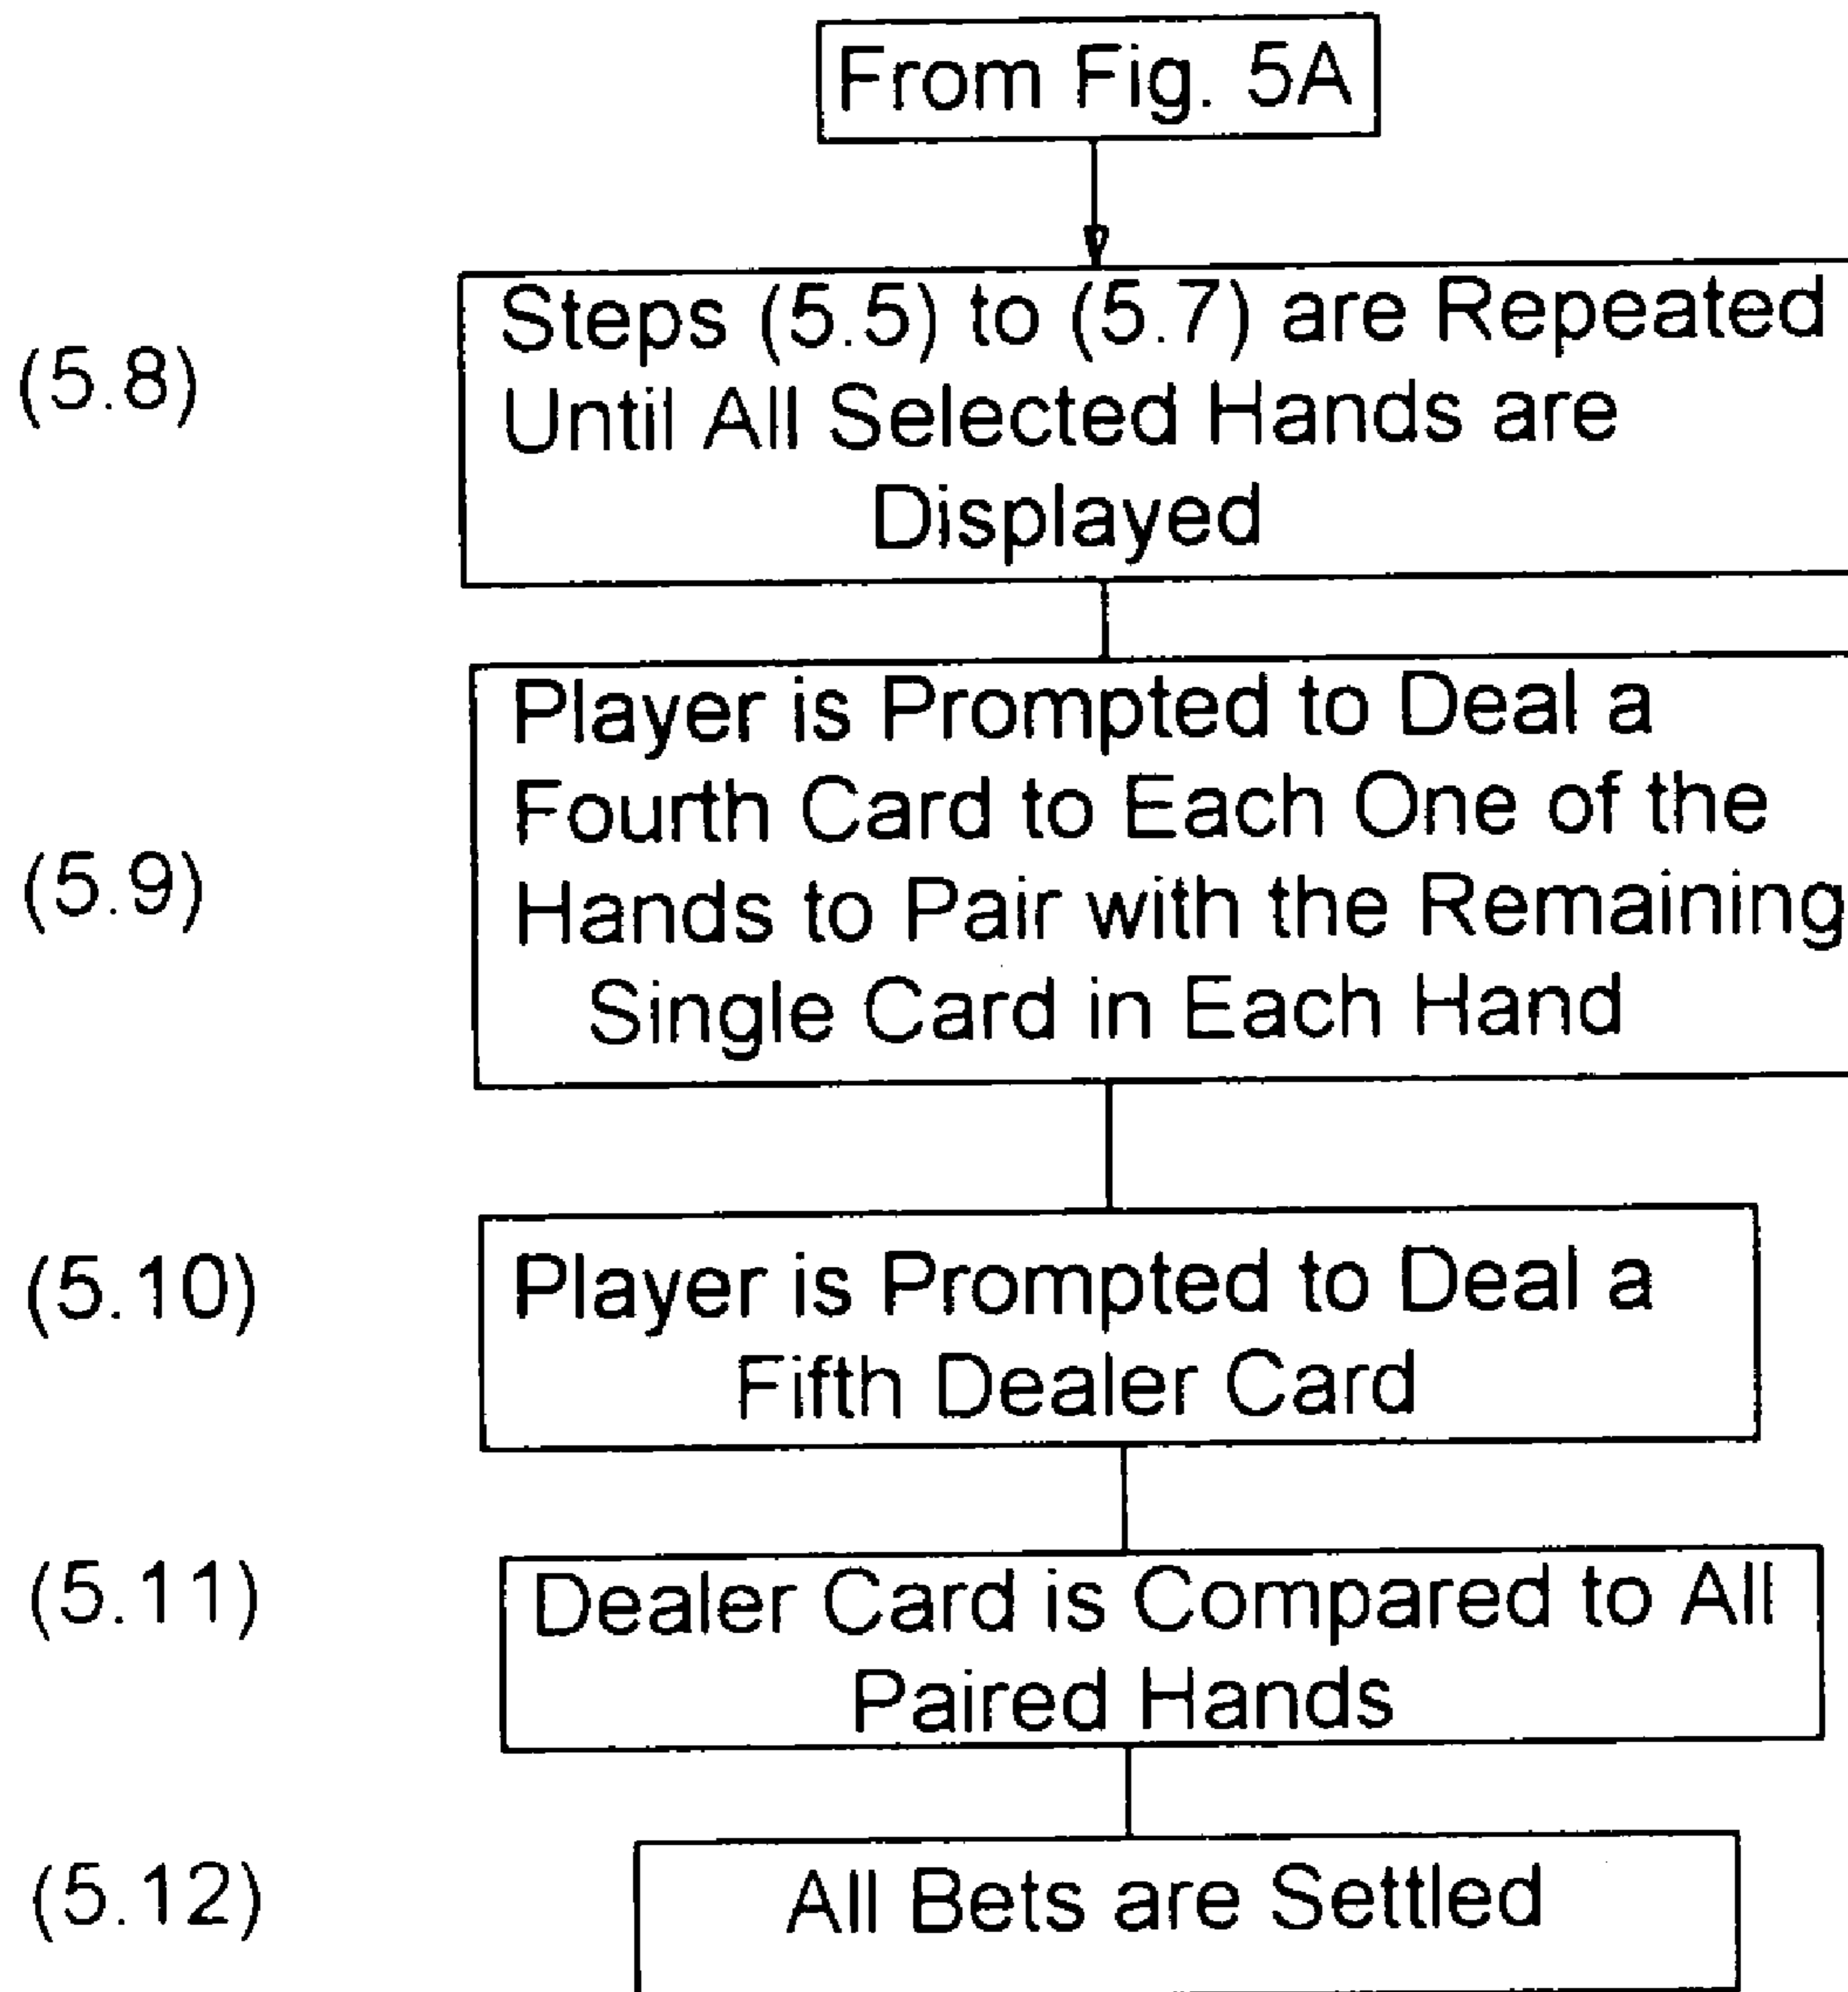 From Fig. 5A
(5.8)
Steps (5.5) to (5.7) are Repeated
Until All Selected Hands are
Displayed
(5.9)
Player is Prompted to Deal a
Fourth Card to Each One of the
Hands to Pair with the Remaining
Single Card in Each Hand
(5.10)
Player is Prompted to Deal a
Fifth Dealer Card
(5.11)
Dealer Card is Compared to All
Paired Hands
(5.12)
All Bets are Settled